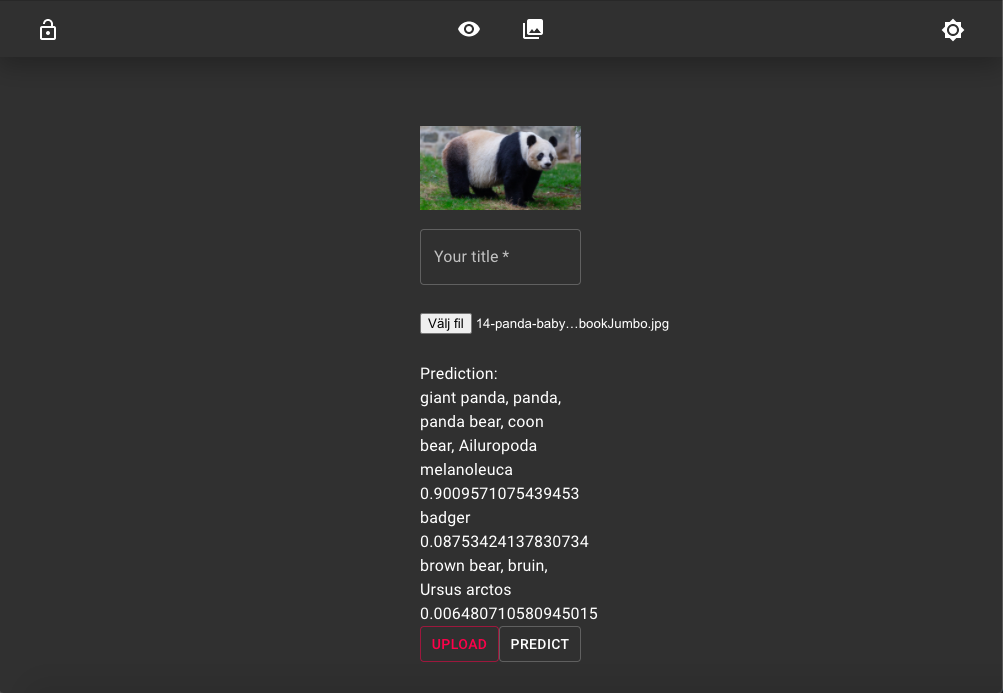 Your title *
Välj fil 14-panda-baby…bookJumbo.jpg
Prediction:
giant panda, panda,
panda bear, coon
bear, Ailuropoda
melanoleuca
0.9009571075439453
badger
0.08753424137830734
brown bear, bruin,
Ursus arctos
0.006480710580945015
UPLOAD PREDICT